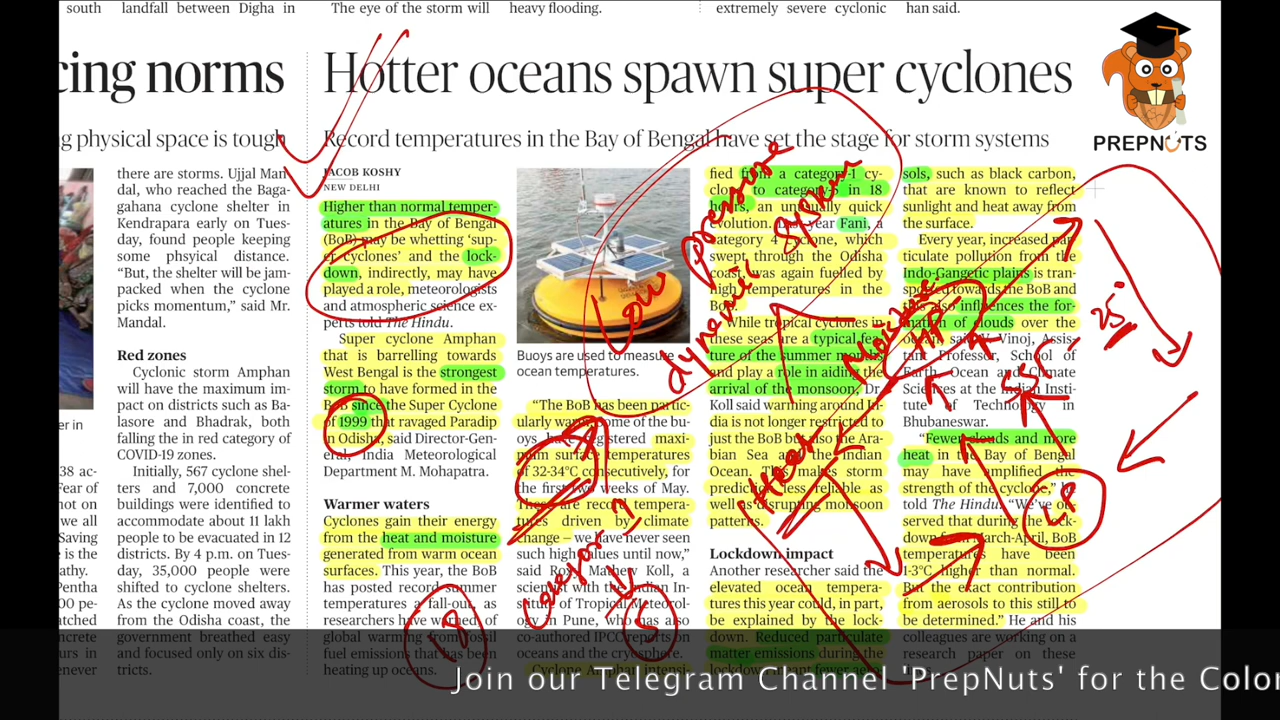 south
landfall between Digha in
The eye of the storm will
heavy flooding.
extremely severe cyclonic
han said.
cing norms
g physical space is tough
there are storms. Ujjal Man-
dal, who reached the Baga-
gahana cyclone shelter in
Kendrapara early on Tues-
day, found people keeping
some phsyical distance.
“But, the shelter will be jam-
packed when the cyclone
picks momentum,” said Mr.
Mandal.
Red zones
Cyclonic storm Amphan
will have the maximum im-
pact on districts such as Ba-
lasore and Bhadrak, both
falling the in red category of
COVID-19 zones.
Initially, 567 cyclone shel-
ters and 7,000 concrete
buildings were identified to
accommodate about 11 lakh
people to be evacuated in 12
districts. By 4 p.m. on Tues-
day, 35,000 people were
shifted to cyclone shelters.
As the cyclone moved away
from the Odisha coast, the
government breathed easy
and focused only on six dis-
tricts.
Hotter oceans spawn super cyclones
Record temperatures in the Bay of Bengal have set the stage for storm systems
JACOB KOSHY
NEW DELHI
Higher than normal temper-
atures in the Bay of Bengal
(BoB) may be whetting ‘sup-
er cyclones’ and the lock-
down, indirectly, may have
played a role, meteorologists
and atmospheric science ex-
perts told The Hindu.
Super cyclone Amphan
that is barrelling towards
West Bengal is the strongest
storm to have formed in the
BoB since the Super Cyclone
of 1999 that ravaged Paradip
in Odisha, said Director-Gen-
eral, India Meteorological
Department M. Mohapatra.
Warmer waters
Cyclones gain their energy
from the heat and moisture
generated from warm ocean
surfaces. This year, the BoB
has posted record summer
temperatures a fall-out, as
researchers have warned of
global warming from fossil
fuel emissions that has been
heating up oceans.
Buoys are used to measure
ocean temperatures.
“The BoB has been partic-
ularly warm. some of the bu-
oys have registered maxi-
mum surface temperatures
of 32-34°C consecutively, for
the first two weeks of May.
These are record tempera-
tures driven by climate
change – we have never seen
such high values until now,”
said Roxy Mathew Koll, a
scientist with the Indian In-
stitute of Tropical Meteorol-
ogy in Pune, who has also
co-authored IPCC reports on
oceans and the cryosphere.
Cyclone Amphan intensi-
fied from a category-1 cy-
clone to category-5 in 18
hours, an unusually quick
evolution. Last year Fani, a
category 4 cyclone, which
swept through the Odisha
coast, was again fuelled by
high temperatures in the
BoB.
While tropical cyclones in
these seas are a typical fea-
ture of the summer months
and play a role in aiding the
arrival of the monsoon, Dr.
Koll said warming around In-
dia is no longer restricted to
just the BoB but also the Ara-
bian Sea and the Indian
Ocean. This makes storm
predictions less reliable as
well as disrupting monsoon
patterns.
Lockdown impact
Another researcher said the
elevated ocean tempera-
tures this year could, in part,
be explained by the lock-
down. Reduced particulate
matter emissions during the
lockdown meant fewer aero-
sols, such as black carbon,
that are known to reflect
sunlight and heat away from
the surface.
Every year, increased par-
ticulate pollution from the
Indo-Gangetic plains is tran-
sported towards the BoB and
this also influences the for-
mation of clouds over the
ocean, said V. Vinoj, Assis-
tant Professor, School of
Earth, Ocean and Climate
Sciences at the Indian Insti-
tute of Technology in
Bhubaneswar.
“Fewer clouds and more
heat in the Bay of Bengal
may have amplified the
strength of the cyclone,” he
told The Hindu. “We’ve ob-
served that during the lock-
down from March-April, BoB
temperatures have been
1-3°C higher than normal.
But the exact contribution
from aerosols to this still to
be determined.” He and his
colleagues are working on a
research paper on these
PREPNUTS
Low pressure
dynamic system
Moisture
Heat
Category 1
5
18
25°
LP
Join our Telegram Channel 'PrepNuts' for the Color